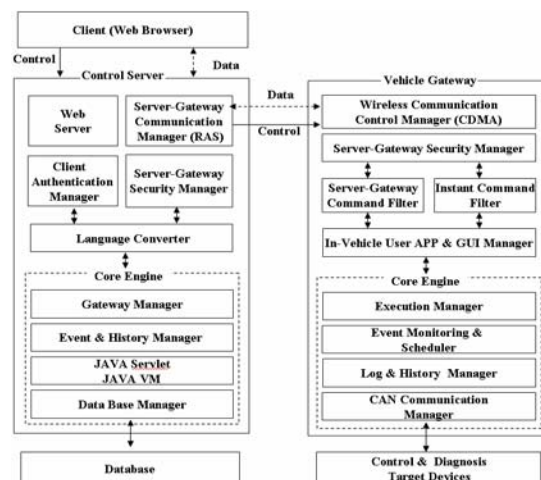 Client (Web Browser)
Control
Data
Control Server
Web
Server
Server-Gateway
Communication
Manager (RAS)
Client
Authentication
Manager
Server-Gateway
Security Manager
Language Converter
Core Engine
Gateway Manager
Event & History Manager
JAVA Servlet
JAVA VM
Data Base Manager
Database
Data
Control
Vehicle Gateway
Wireless Communication
Control Manager (CDMA)
Server-Gateway Security Manager
Server-Gateway
Command Filter
Instant Command
Filter
In-Vehicle User APP & GUI Manager
Core Engine
Execution Manager
Event Monitoring &
Scheduler
Log & History Manager
CAN Communication
Manager
Control & Diagnosis
Target Devices